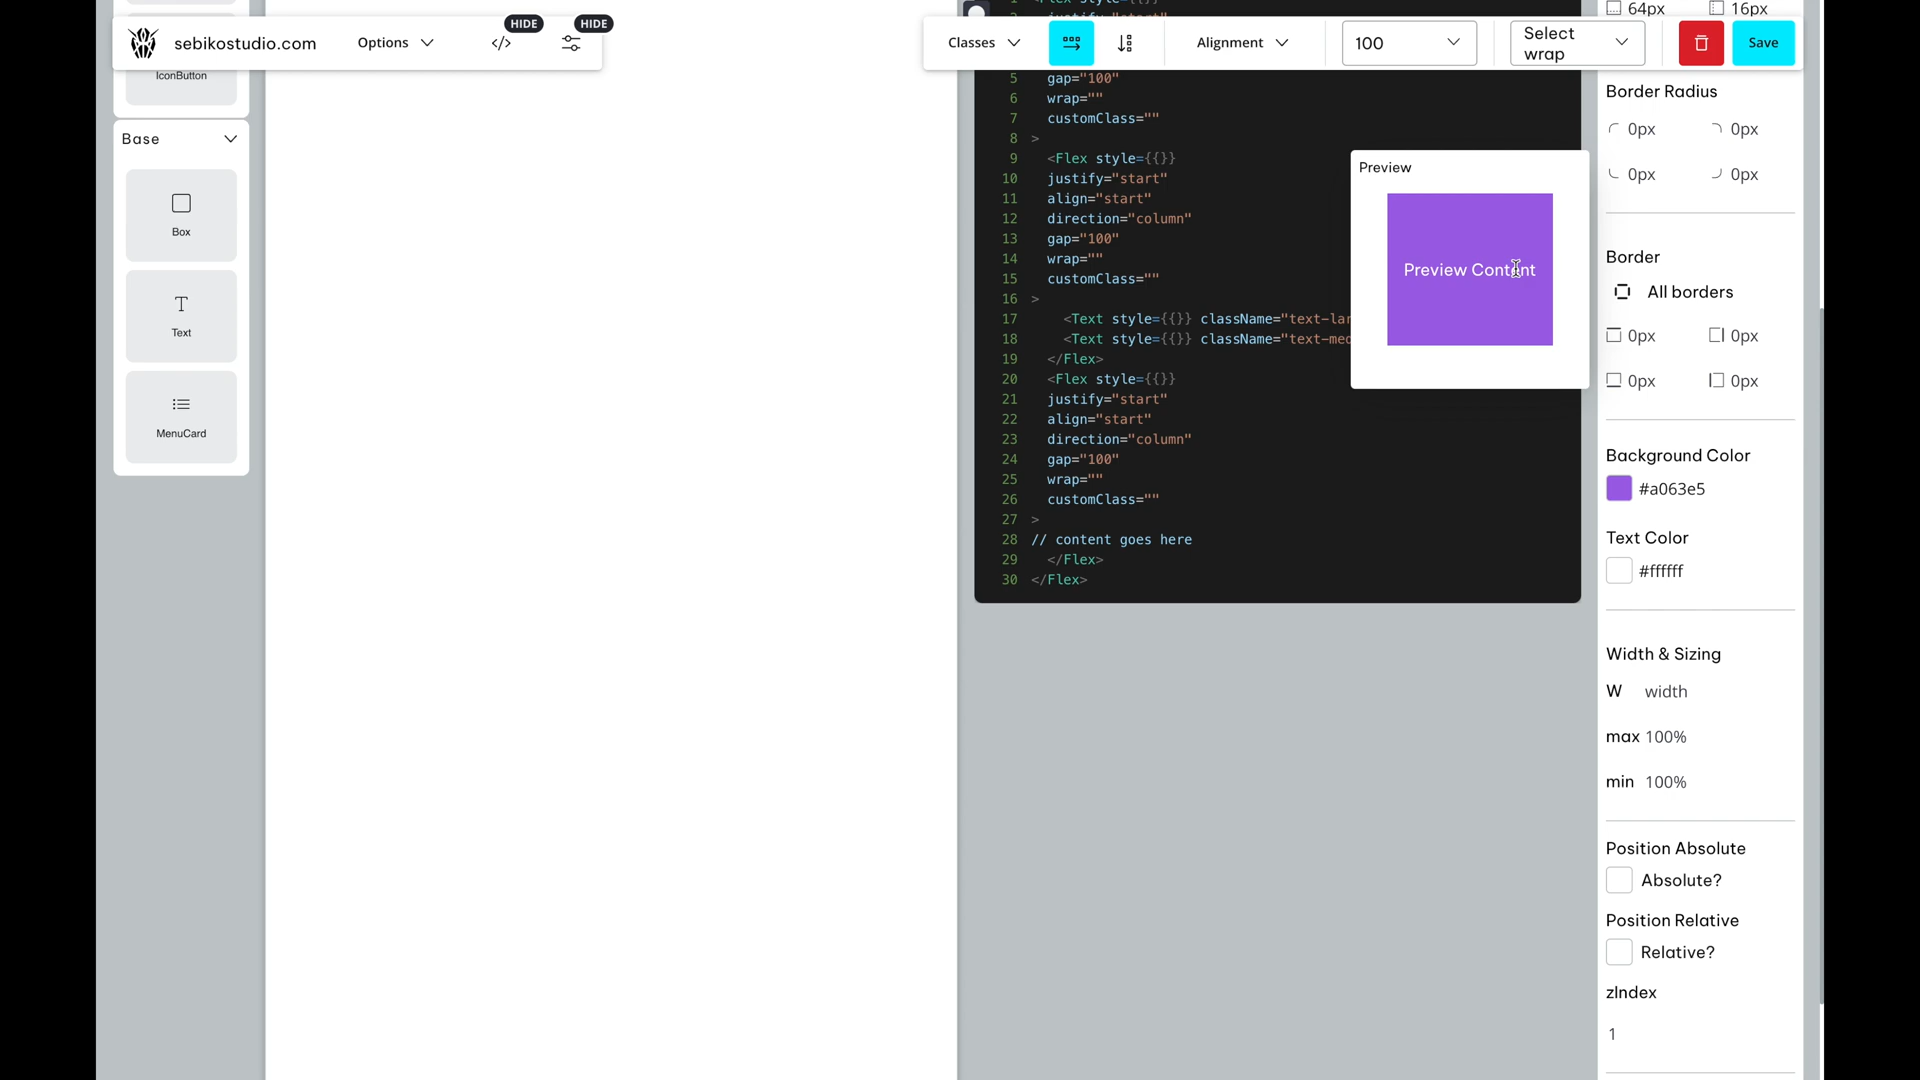 HIDE
HIDE
sebikostudio.com
Options
</>
Classes
Alignment
100
Select wrap
Save
IconButton
Base
Box
T
Text
MenuCard
5 gap="100"
6 wrap=""
7 customClass=""
8 >
9 <Flex style={{}}
10 justify="start"
11 align="start"
12 direction="column"
13 gap="100"
14 wrap=""
15 customClass=""
16 >
17 <Text style={{}} className="text-lar
18 <Text style={{}} className="text-med
19 </Flex>
20 <Flex style={{}}
21 justify="start"
22 align="start"
23 direction="column"
24 gap="100"
25 wrap=""
26 customClass=""
27 >
28 // content goes here
29 </Flex>
30 </Flex>
Preview
Preview Content
64px 16px
Border Radius
0px 0px
0px 0px
Border
All borders
0px 0px
0px 0px
Background Color
#a063e5
Text Color
#ffffff
Width & Sizing
W width
max 100%
min 100%
Position Absolute
Absolute?
Position Relative
Relative?
zIndex
1